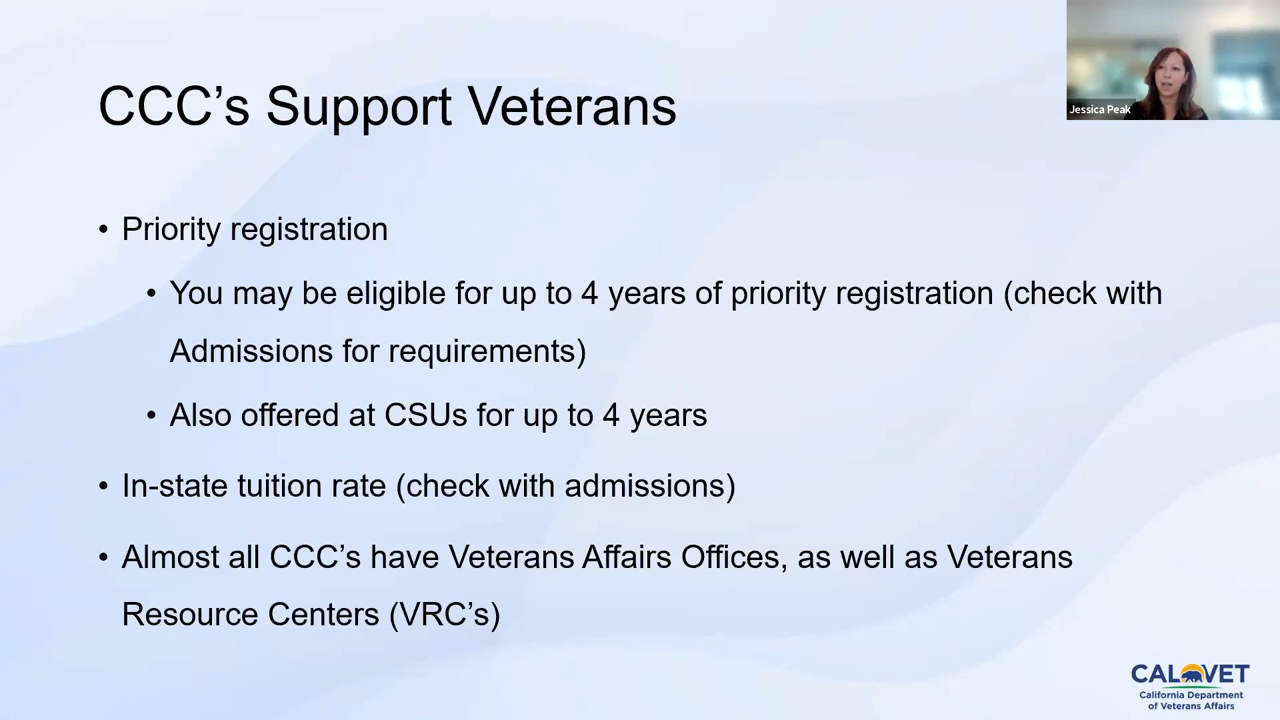 CCC’s Support Veterans
Jessica Peak
• Priority registration
• You may be eligible for up to 4 years of priority registration (check with
Admissions for requirements)
• Also offered at CSUs for up to 4 years
• In-state tuition rate (check with admissions)
• Almost all CCC’s have Veterans Affairs Offices, as well as Veterans
Resource Centers (VRC’s)
CALVET
California Department
of Veterans Affairs